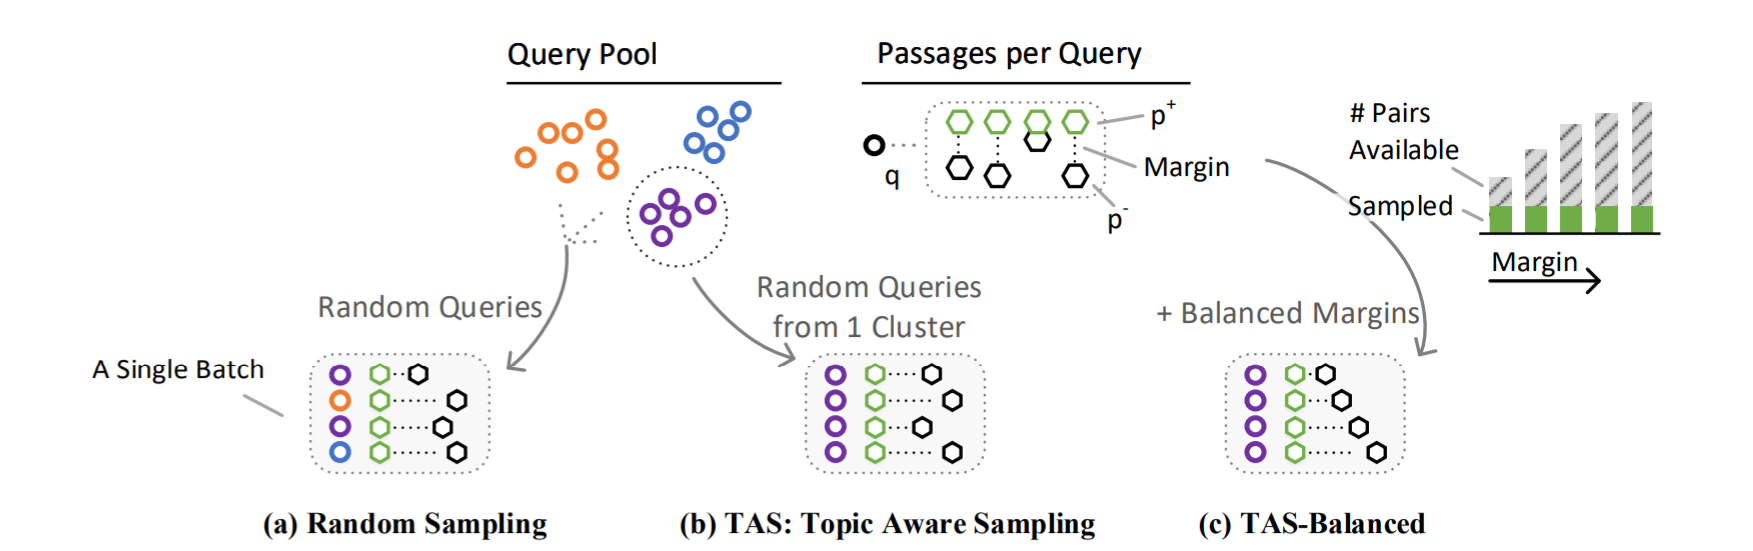 Query Pool
Passages per Query
p+
Margin
q
p-
# Pairs
Available
Sampled
Margin
Random Queries
Random Queries
from 1 Cluster
+ Balanced Margins
A Single Batch
(a) Random Sampling
(b) TAS: Topic Aware Sampling
(c) TAS-Balanced